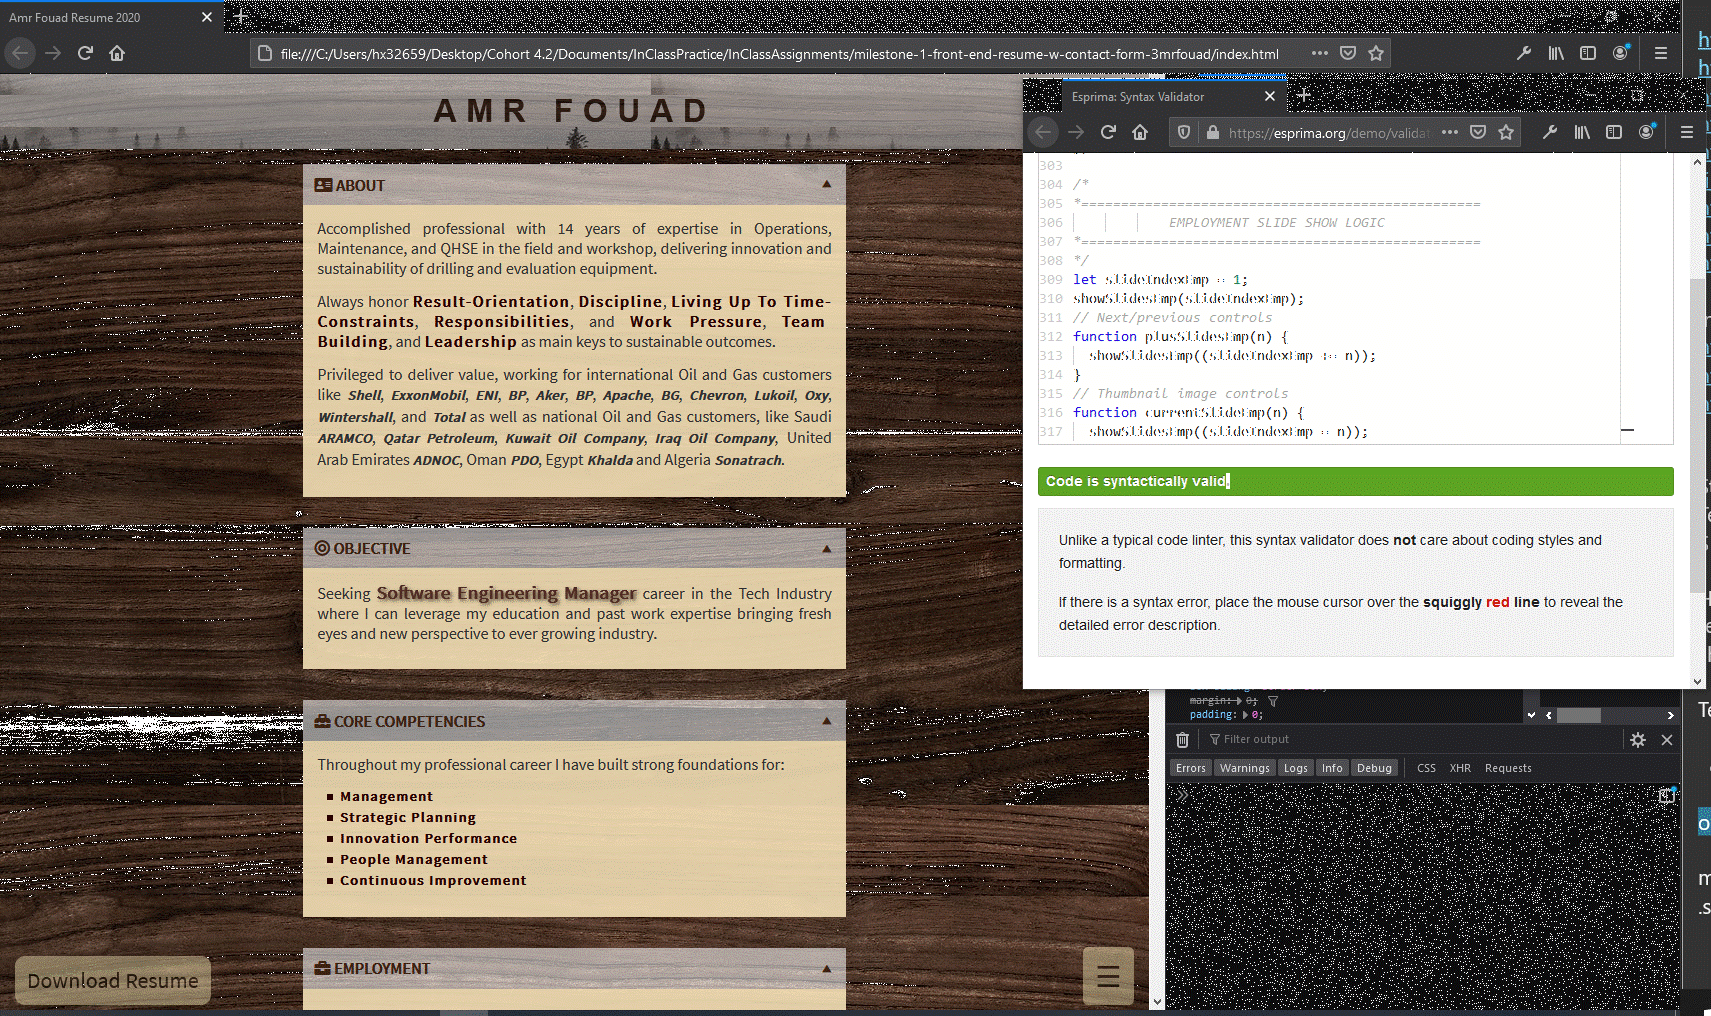 Amr Fouad Resume 2020
file:///C:/Users/hx32659/Desktop/Cohort 4.2/Documents/InClassPractice/InClassAssignments/milestone-1-front-end-resume-w-contact-form-3mrfouad/index.html
AMR FOUAD
ABOUT
Accomplished professional with 14 years of expertise in Operations,
Maintenance, and QHSE in the field and workshop, delivering innovation and
sustainability of drilling and evaluation equipment.
Always honor Result-Orientation, Discipline, Living Up To Time-
Constraints, Responsibilities, and Work Pressure, Team
Building, and Leadership as main keys to sustainable outcomes.
Privileged to deliver value, working for international Oil and Gas customers
like Shell, ExxonMobil, ENI, BP, Aker, BP, Apache, BG, Chevron, Lukoil, Oxy,
Wintershall, and Total as well as national Oil and Gas customers, like Saudi
ARAMCO, Qatar Petroleum, Kuwait Oil Company, Iraq Oil Company, United
Arab Emirates ADNOC, Oman PDO, Egypt Khalda and Algeria Sonatrach.
OBJECTIVE
Seeking Software Engineering Manager career in the Tech Industry
where I can leverage my education and past work expertise bringing fresh
eyes and new perspective to ever growing industry.
CORE COMPETENCIES
Throughout my professional career I have built strong foundations for:
Management
Strategic Planning
Innovation Performance
People Management
Continuous Improvement
EMPLOYMENT
Download Resume
Esprima: Syntax Validator
https://esprima.org/demo/valida
303
304 /*
305 *==================================================
306 EMPLOYMENT SLIDE SHOW LOGIC
307 *==================================================
308 */
309 let slideIndexEmp = 1;
310 showSlidesEmp(slideIndexEmp);
311 // Next/previous controls
312 function plusSlidesEmp(n) {
313 showSlidesEmp((slideIndexEmp += n));
314 }
315 // Thumbnail image controls
316 function currentSlideEmp(n) {
317 showSlidesEmp((slideIndexEmp = n));
Code is syntactically valid.
Unlike a typical code linter, this syntax validator does not care about coding styles and
formatting.
If there is a syntax error, place the mouse cursor over the squiggly red line to reveal the
detailed error description.
margin: 0;
padding: 0;
Filter output
Errors Warnings Logs Info Debug CSS XHR Requests